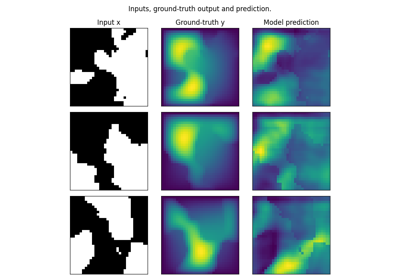 Inputs, ground-truth output and prediction.
Input x
Ground-truth y
Model prediction